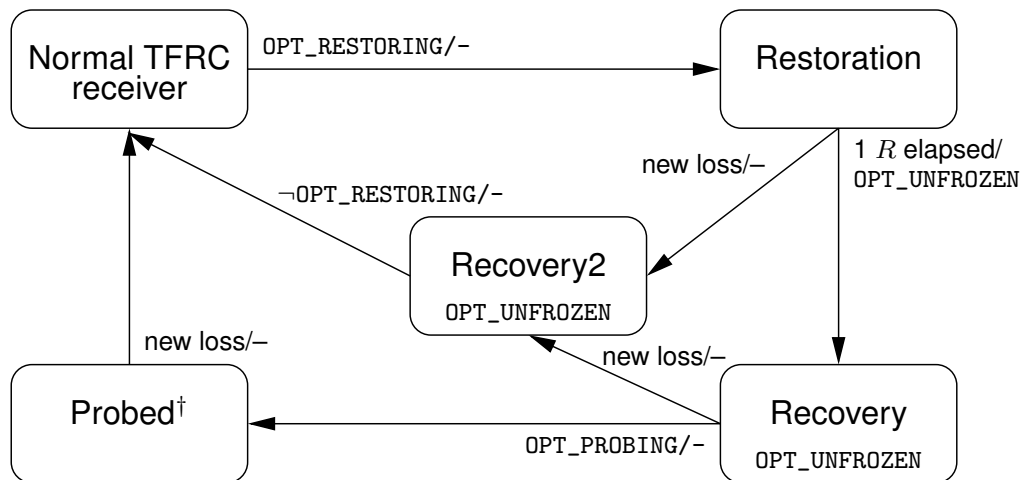 Normal TFRC
receiver
OPT_RESTORING/-
Restoration
new loss/–
1 R elapsed/
OPT_UNFROZEN
¬OPT_RESTORING/-
Recovery2
OPT_UNFROZEN
new loss/–
new loss/–
Probed†
OPT_PROBING/-
Recovery
OPT_UNFROZEN